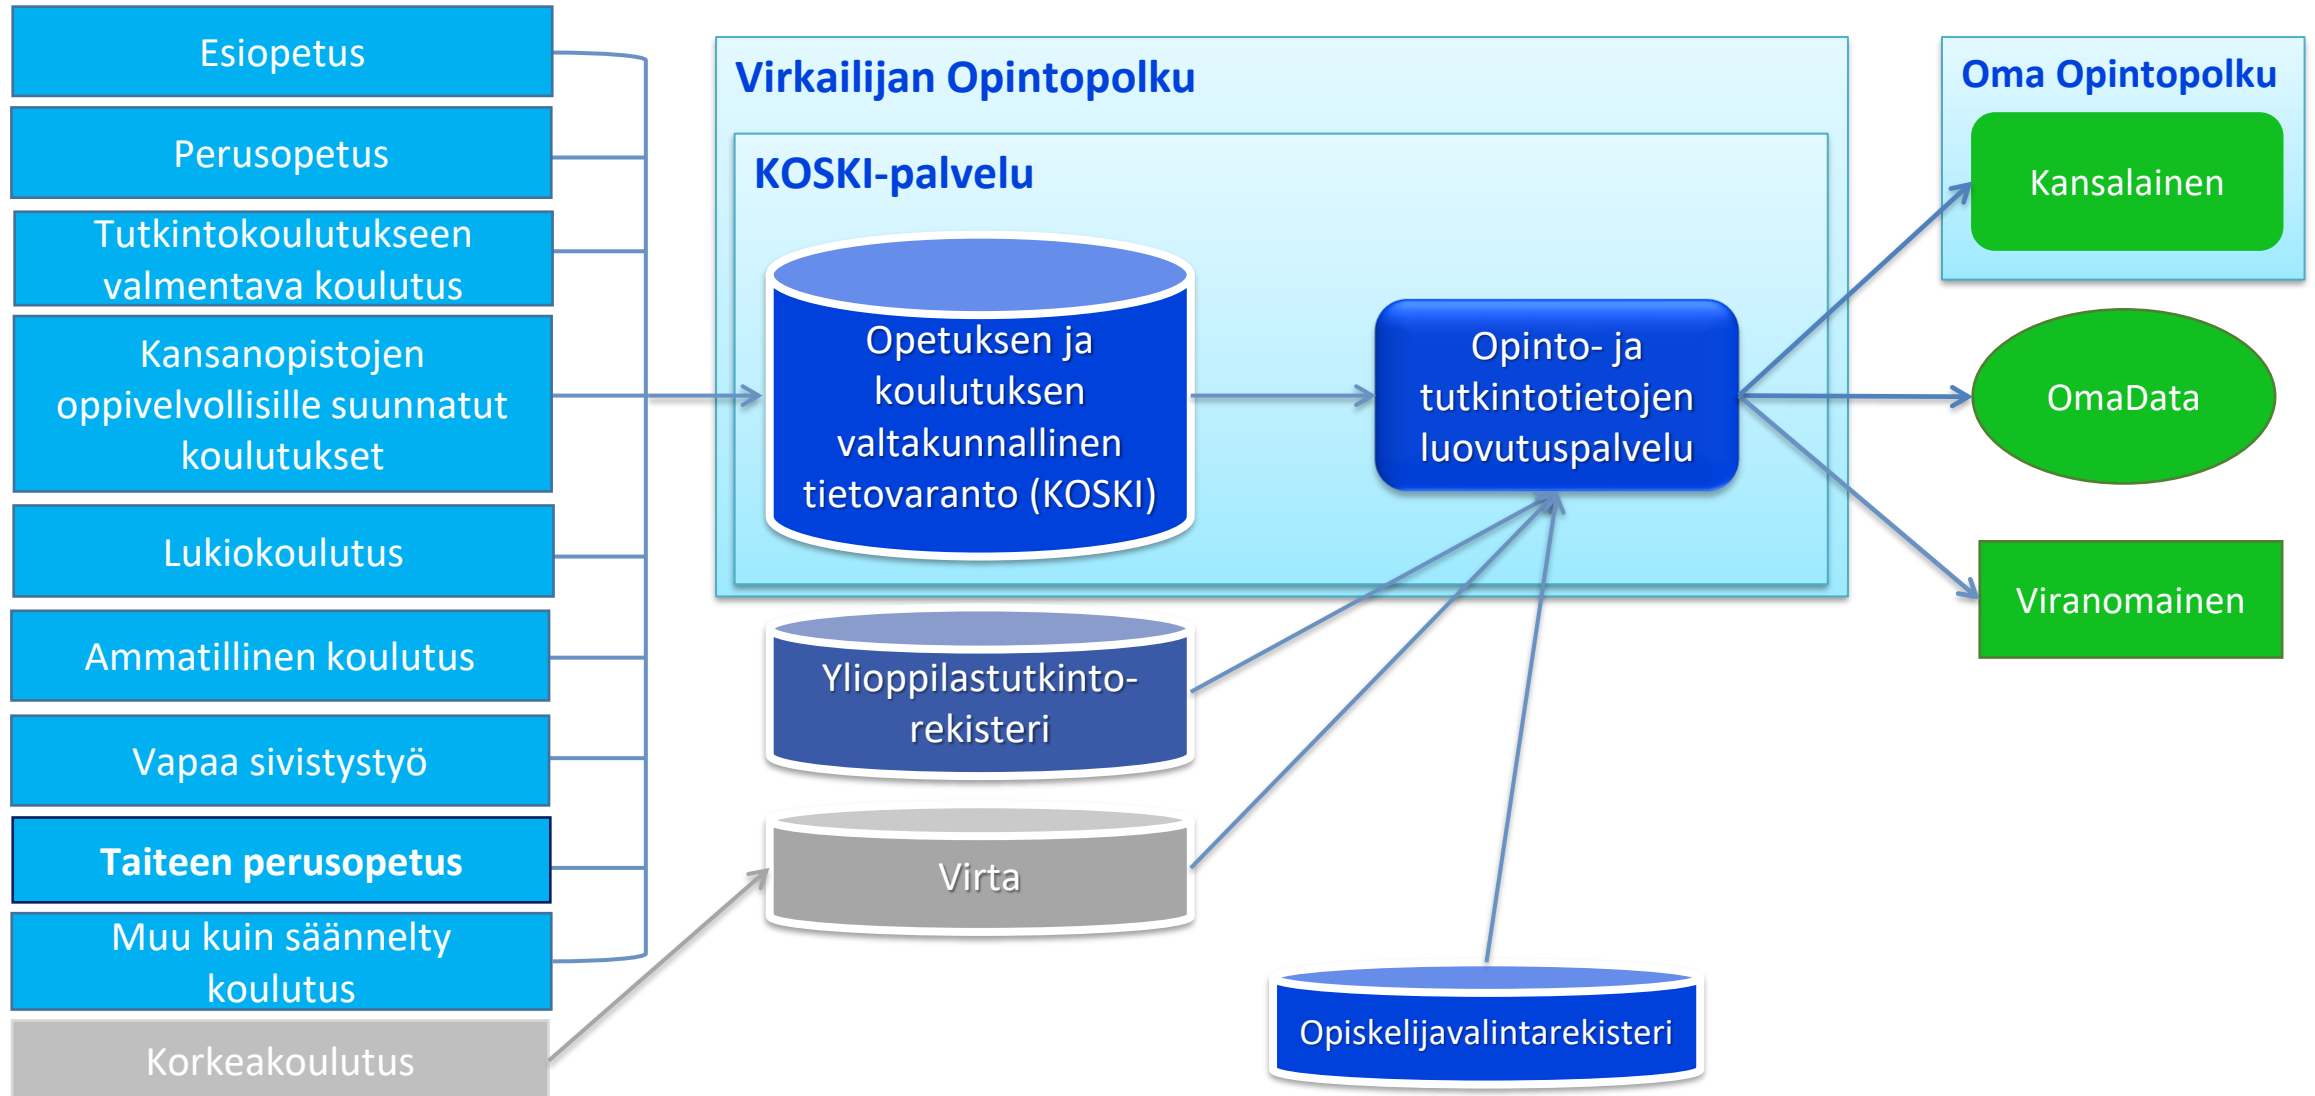 Esiopetus
Perusopetus
Tutkintokoulutukseen
valmentava koulutus
Kansanopistojen
oppivelvollisille suunnatut
koulutukset
Lukiokoulutus
Ammatillinen koulutus
Vapaa sivistystyö
Taiteen perusopetus
Muu kuin säännelty
koulutus
Korkeakoulutus
Virkailijan Opintopolku
KOSKI-palvelu
Opetuksen ja
koulutuksen
valtakunnallinen
tietovaranto (KOSKI)
Opinto- ja
tutkintotietojen
luovutuspalvelu
Ylioppilastutkinto-
rekisteri
Virta
Opiskelijavalintarekisteri
Oma Opintopolku
Kansalainen
OmaData
Viranomainen